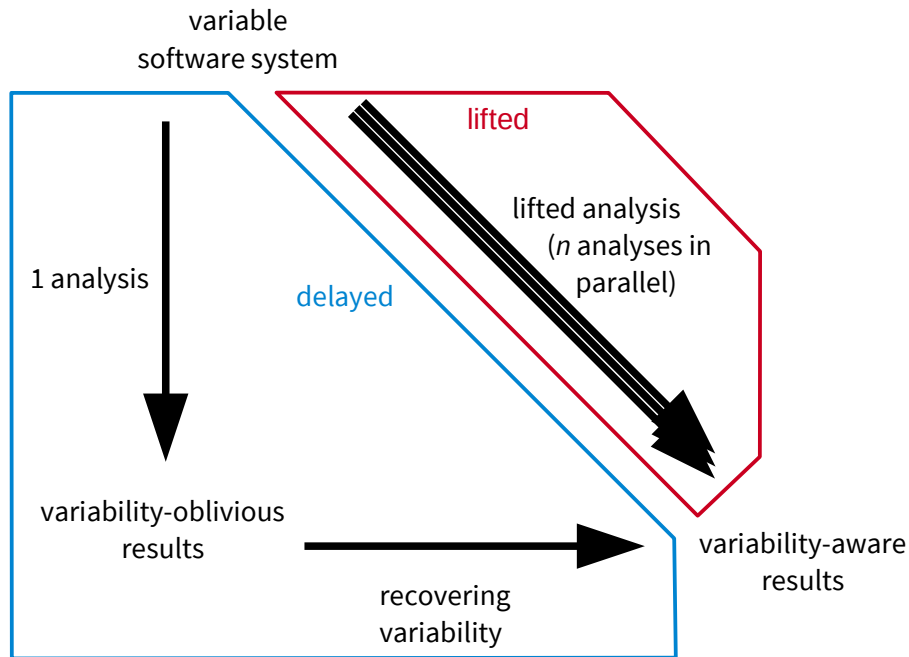 variable
software system
lifted
lifted analysis
(n analyses in
parallel)
1 analysis
delayed
variability-oblivious
results
variability-aware
results
recovering
variability